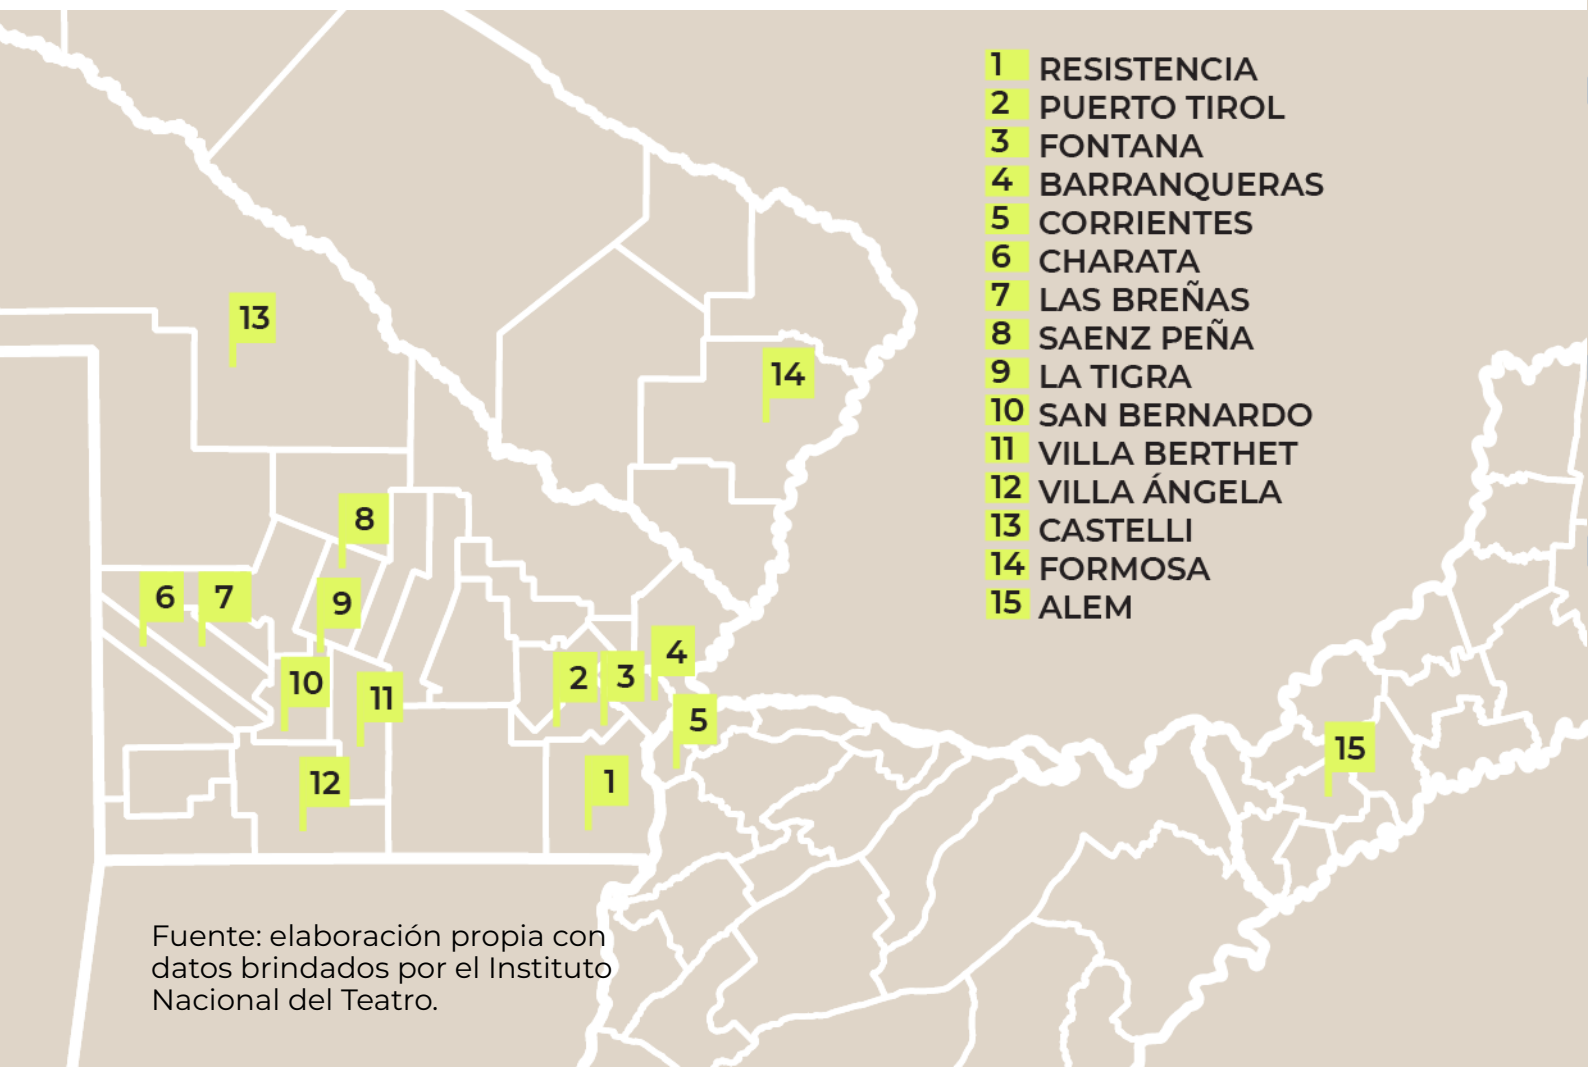 1 RESISTENCIA
2 PUERTO TIROL
3 FONTANA
4 BARRANQUERAS
5 CORRIENTES
6 CHARATA
7 LAS BREÑAS
8 SAENZ PEÑA
9 LA TIGRA
10 SAN BERNARDO
11 VILLA BERTHET
12 VILLA ÁNGELA
13 CASTELLI
14 FORMOSA
15 ALEM
13
14
8
6
7
9
4
2
3
10
11
5
15
12
1
Fuente: elaboración propia con
datos brindados por el Instituto
Nacional del Teatro.